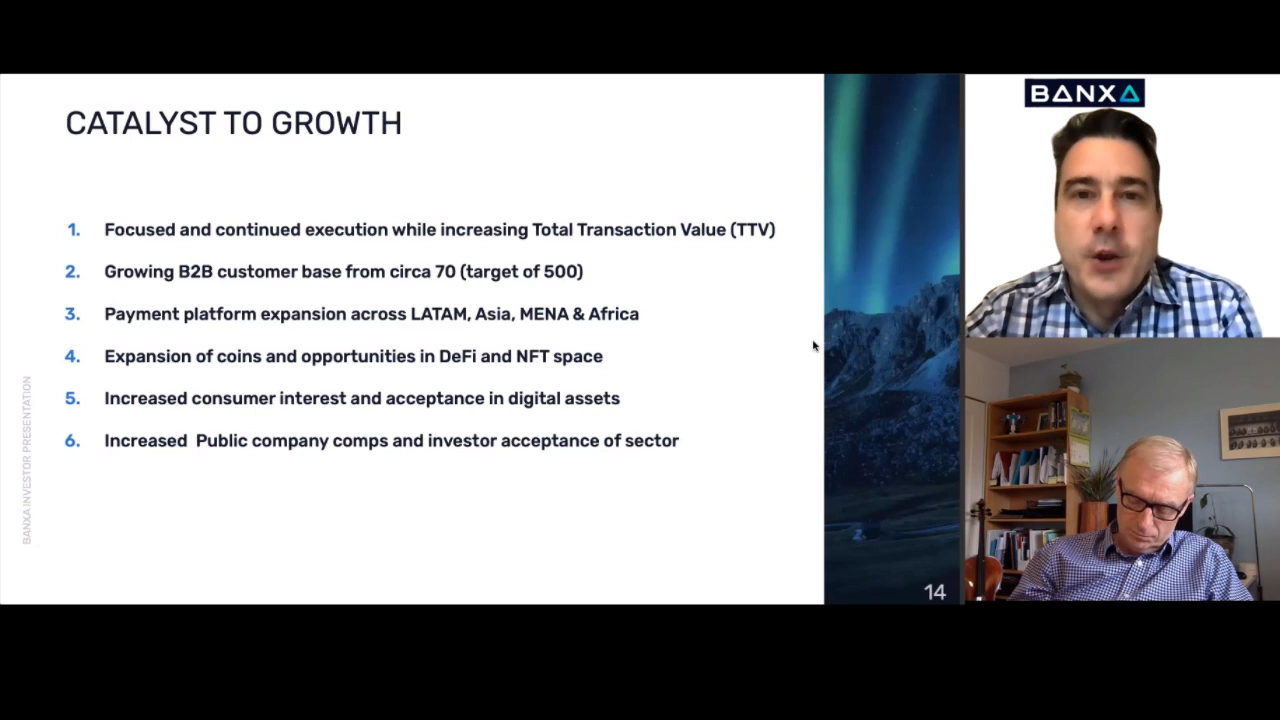 CATALYST TO GROWTH
1. Focused and continued execution while increasing Total Transaction Value (TTV)
2. Growing B2B customer base from circa 70 (target of 500)
3. Payment platform expansion across LATAM, Asia, MENA & Africa
4. Expansion of coins and opportunities in DeFi and NFT space
5. Increased consumer interest and acceptance in digital assets
6. Increased  Public company comps and investor acceptance of sector
BANXA INVESTOR PRESENTATION
14
BANXA